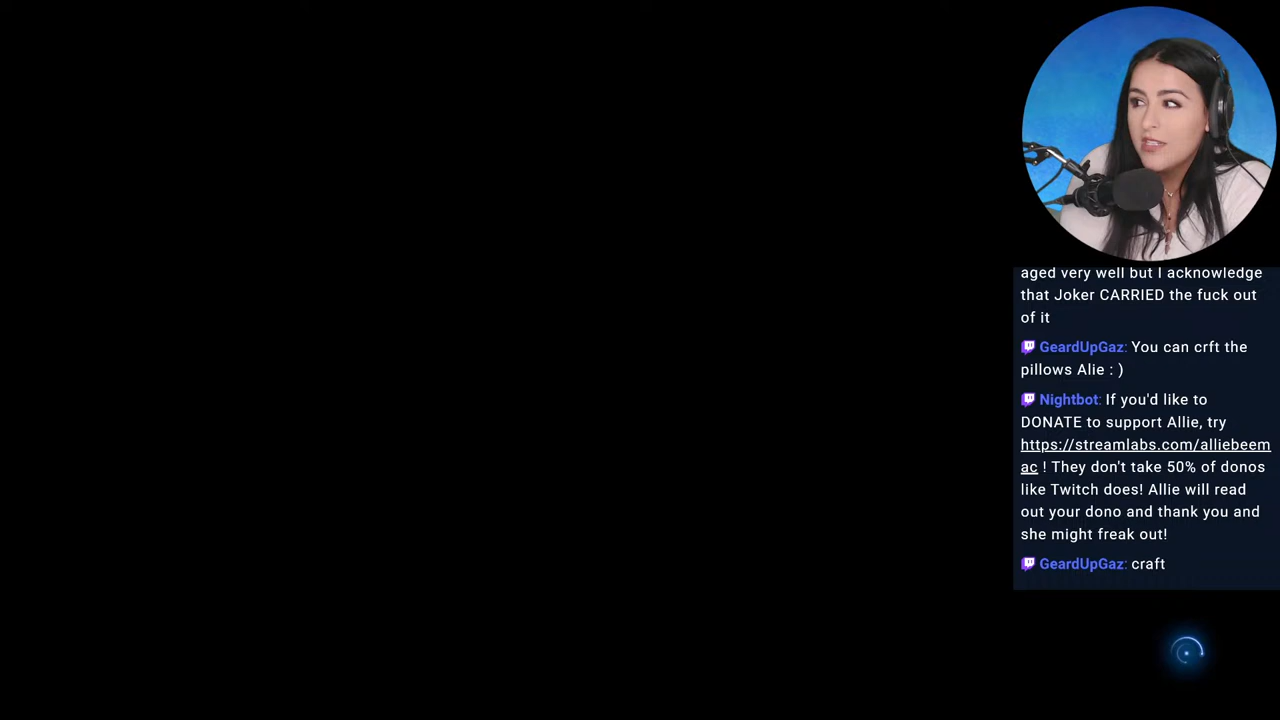 aged very well but I acknowledge
that Joker CARRIED the fuck out
of it
GeardUpGaz: You can crft the
pillows Alie : )
Nightbot: If you'd like to
DONATE to support Allie, try
https://streamlabs.com/alliebeem
ac ! They don't take 50% of donos
like Twitch does! Allie will read
out your dono and thank you and
she might freak out!
GeardUpGaz: craft